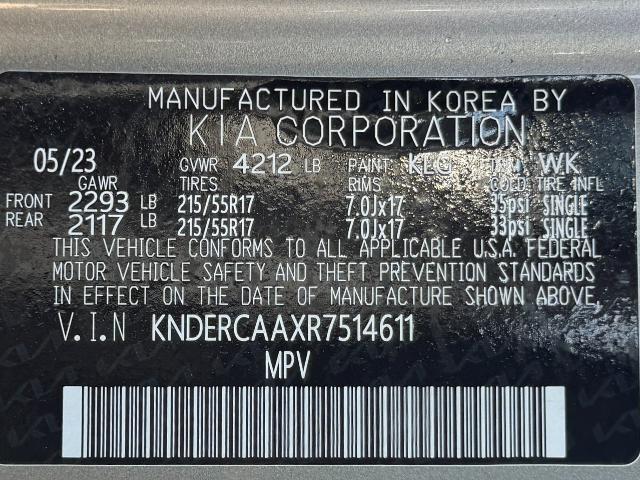 MANUFACTURED IN KOREA BY
KIA CORPORATION
05/23 GVWR 4212 LB PAINT KLG TRIM WK
GAWR TIRES RIMS COLD TIRE INFL
FRONT 2293 LB 215/55R17 7.0Jx17 35psi SINGLE
REAR 2117 LB 215/55R17 7.0Jx17 33psi SINGLE
THIS VEHICLE CONFORMS TO ALL APPLICABLE U.S.A. FEDERAL
MOTOR VEHICLE SAFETY AND THEFT PREVENTION STANDARDS
IN EFFECT ON THE DATE OF MANUFACTURE SHOWN ABOVE.
V.I.N KNDERCAAXR7514611
MPV